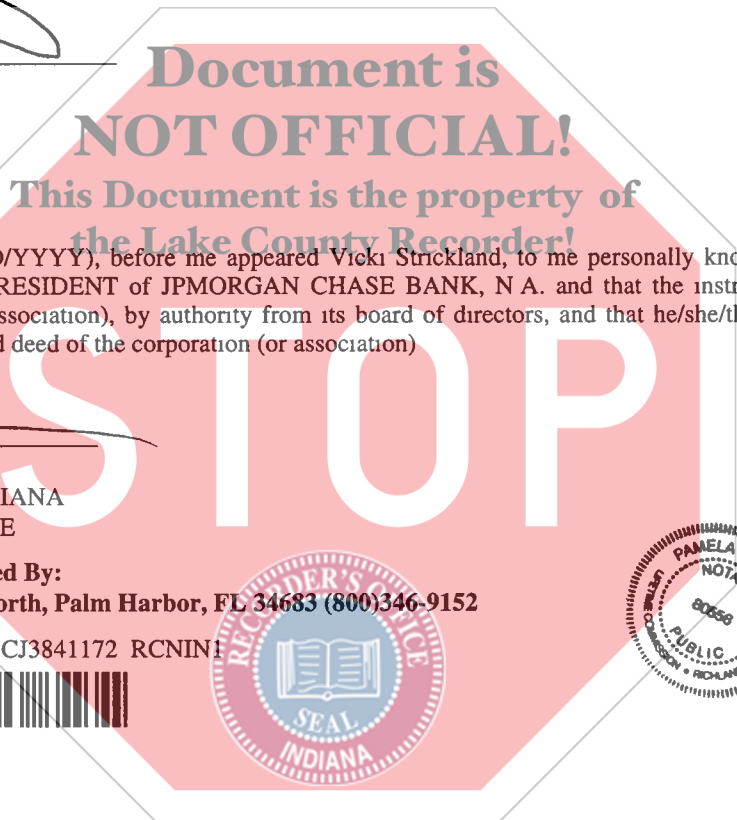 Document is
NOT OFFICIAL!
This Document is the property of
the Lake County Recorder!
/YYYY), before me appeared Vicki Strickland, to me personally kno
RESIDENT of JPMORGAN CHASE BANK, N A. and that the instr
ssociation), by authority from its board of directors, and that he/she/th
d deed of the corporation (or association)
STOP
IANA
E
ed By:
orth, Palm Harbor, FL 34683 (800)346-9152
CJ3841172 RCNIN1
RECORDER'S OFFICE
SEAL
INDIANA
PAMELA
NOTA
PUBLIC
LIFETIME COMMISSION
RICHLAN